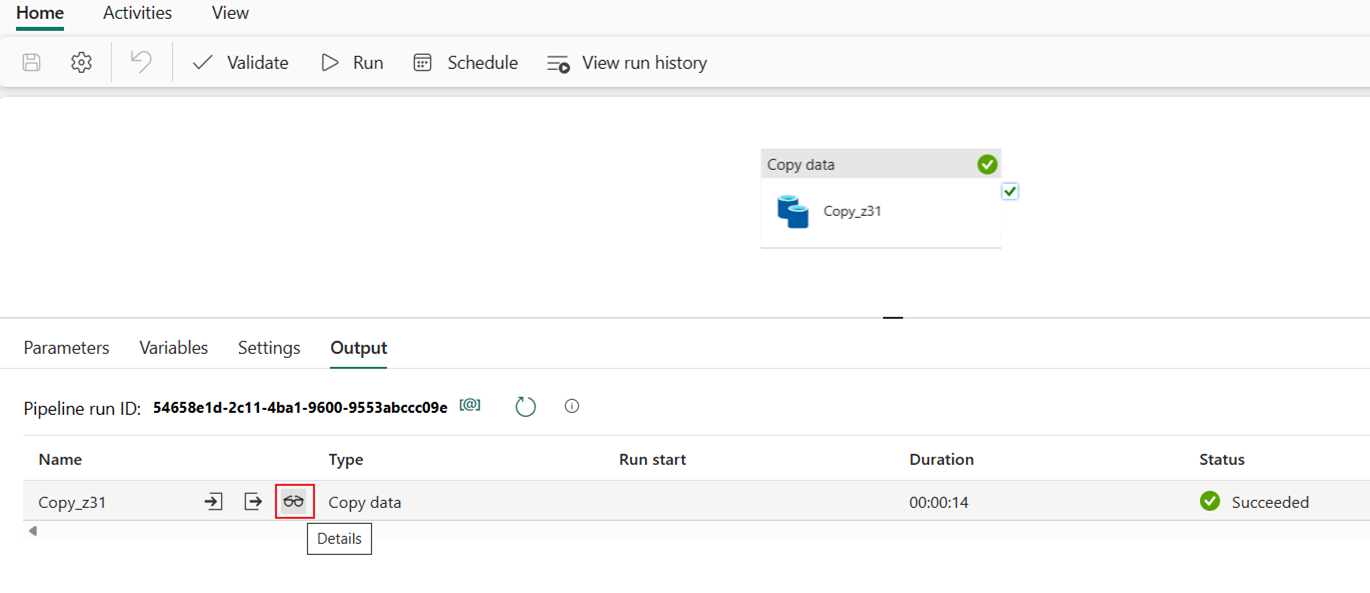 Home Activities View
Validate Run Schedule View run history
Copy data
Copy_z31
Parameters Variables Settings Output
Pipeline run ID: 54658e1d-2c11-4ba1-9600-9553abccc09e [@]
Name Type Run start Duration Status
Copy_z31 Copy data 00:00:14 Succeeded
Details